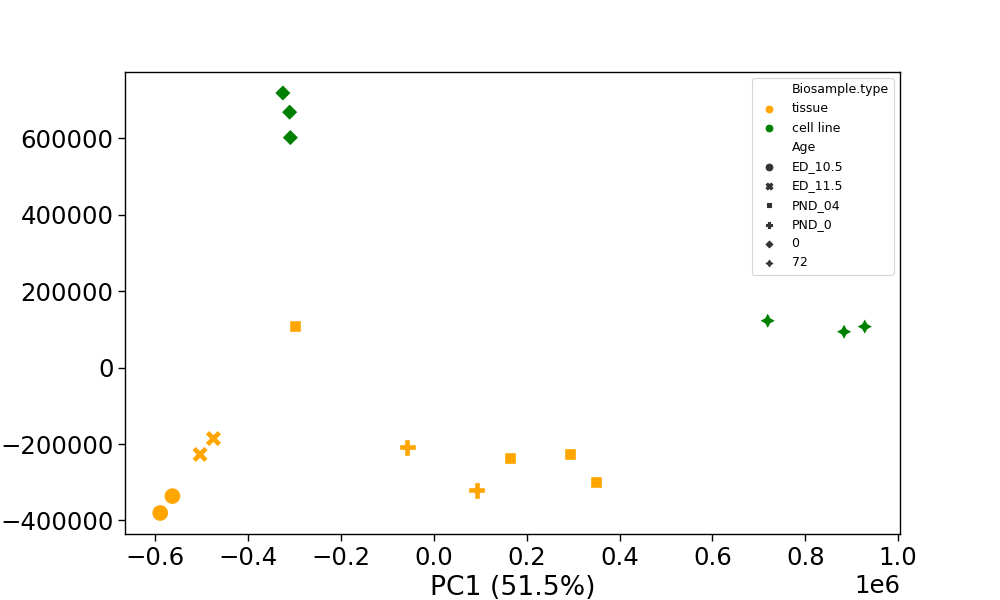 Biosample.type
tissue
cell line
Age
ED_10.5
ED_11.5
PND_04
PND_0
0
72
600000
400000
200000
0
−200000
−400000
−0.6 −0.4 −0.2 0.0 0.2 0.4 0.6 0.8 1.0
PC1 (51.5%) 1e6